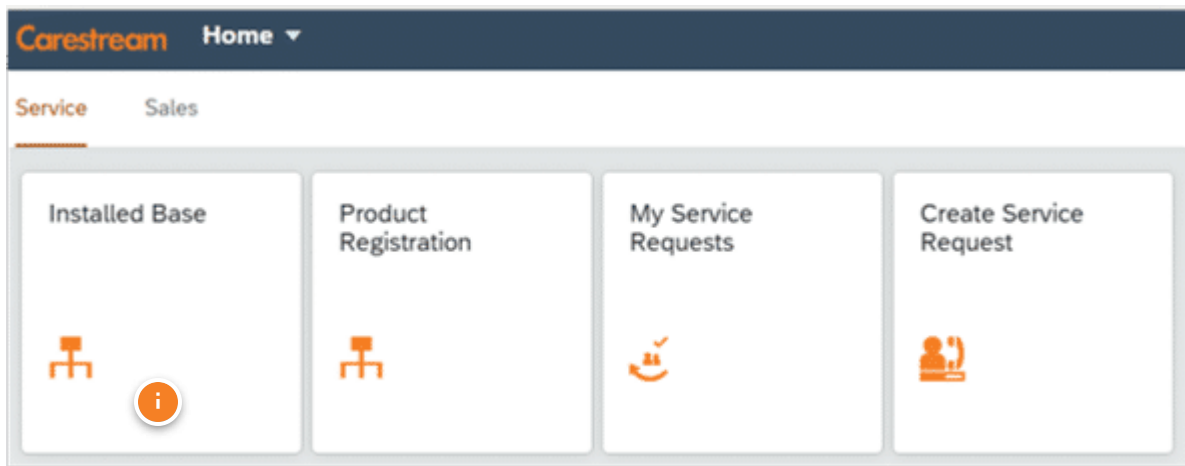 Carestream Home
Service Sales
Installed Base
Product
Registration
My Service
Requests
Create Service
Request
i